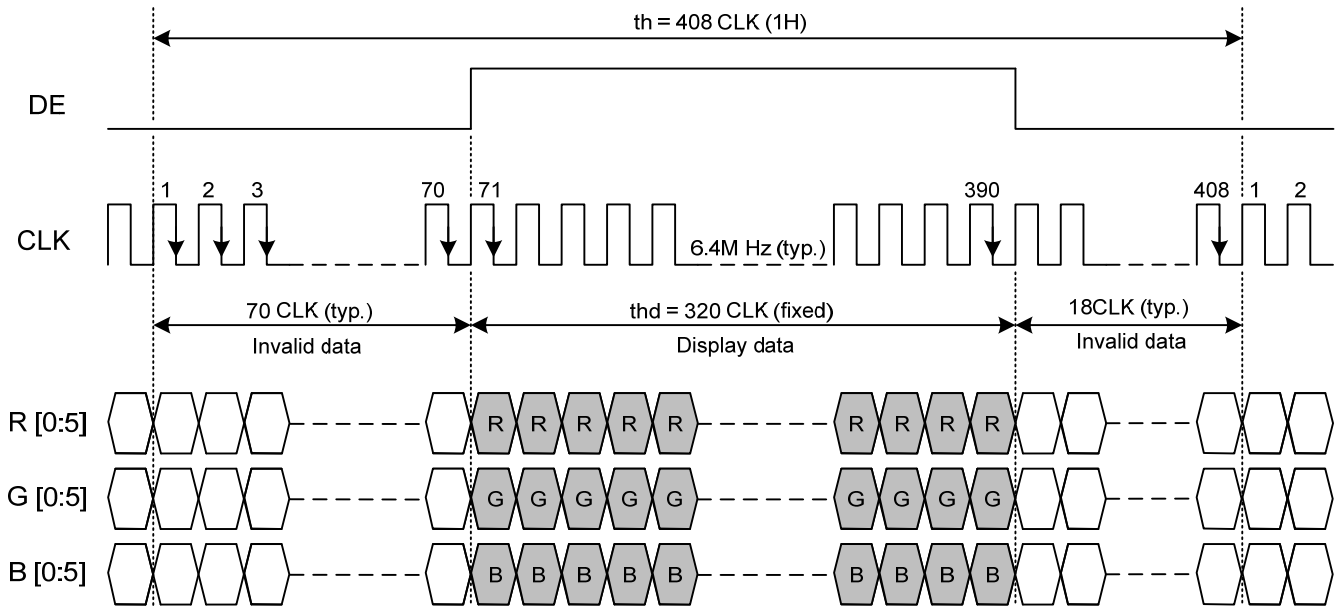 th = 408 CLK (1H)
DE
1 2 3 70 71 390 408 1 2
CLK
6.4M Hz (typ.)
70 CLK (typ.) thd = 320 CLK (fixed) 18CLK (typ.)
Invalid data Display data Invalid data
R [0:5] R R R R R R R R R
G [0:5] G G G G G G G G G
B [0:5] B B B B B B B B B